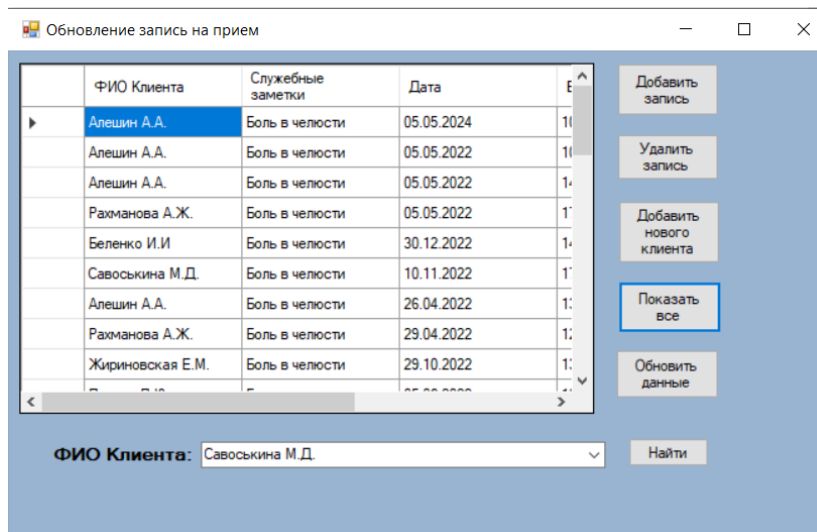 Обновление запись на прием
ФИО Клиента
Служебные
заметки
Дата
Алешин А.А.
Боль в челюсти
05.05.2024
Алешин А.А.
Боль в челюсти
05.05.2022
Алешин А.А.
Боль в челюсти
05.05.2022
Рахманова А.Ж.
Боль в челюсти
05.05.2022
Беленко И.И
Боль в челюсти
30.12.2022
Савоськина М.Д.
Боль в челюсти
10.11.2022
Алешин А.А.
Боль в челюсти
26.04.2022
Рахманова А.Ж.
Боль в челюсти
29.04.2022
Жириновская Е.М.
Боль в челюсти
29.10.2022
Добавить
запись
Удалить
запись
Добавить
нового
клиента
Показать
все
Обновить
данные
ФИО Клиента:
Савоськина М.Д.
Найти